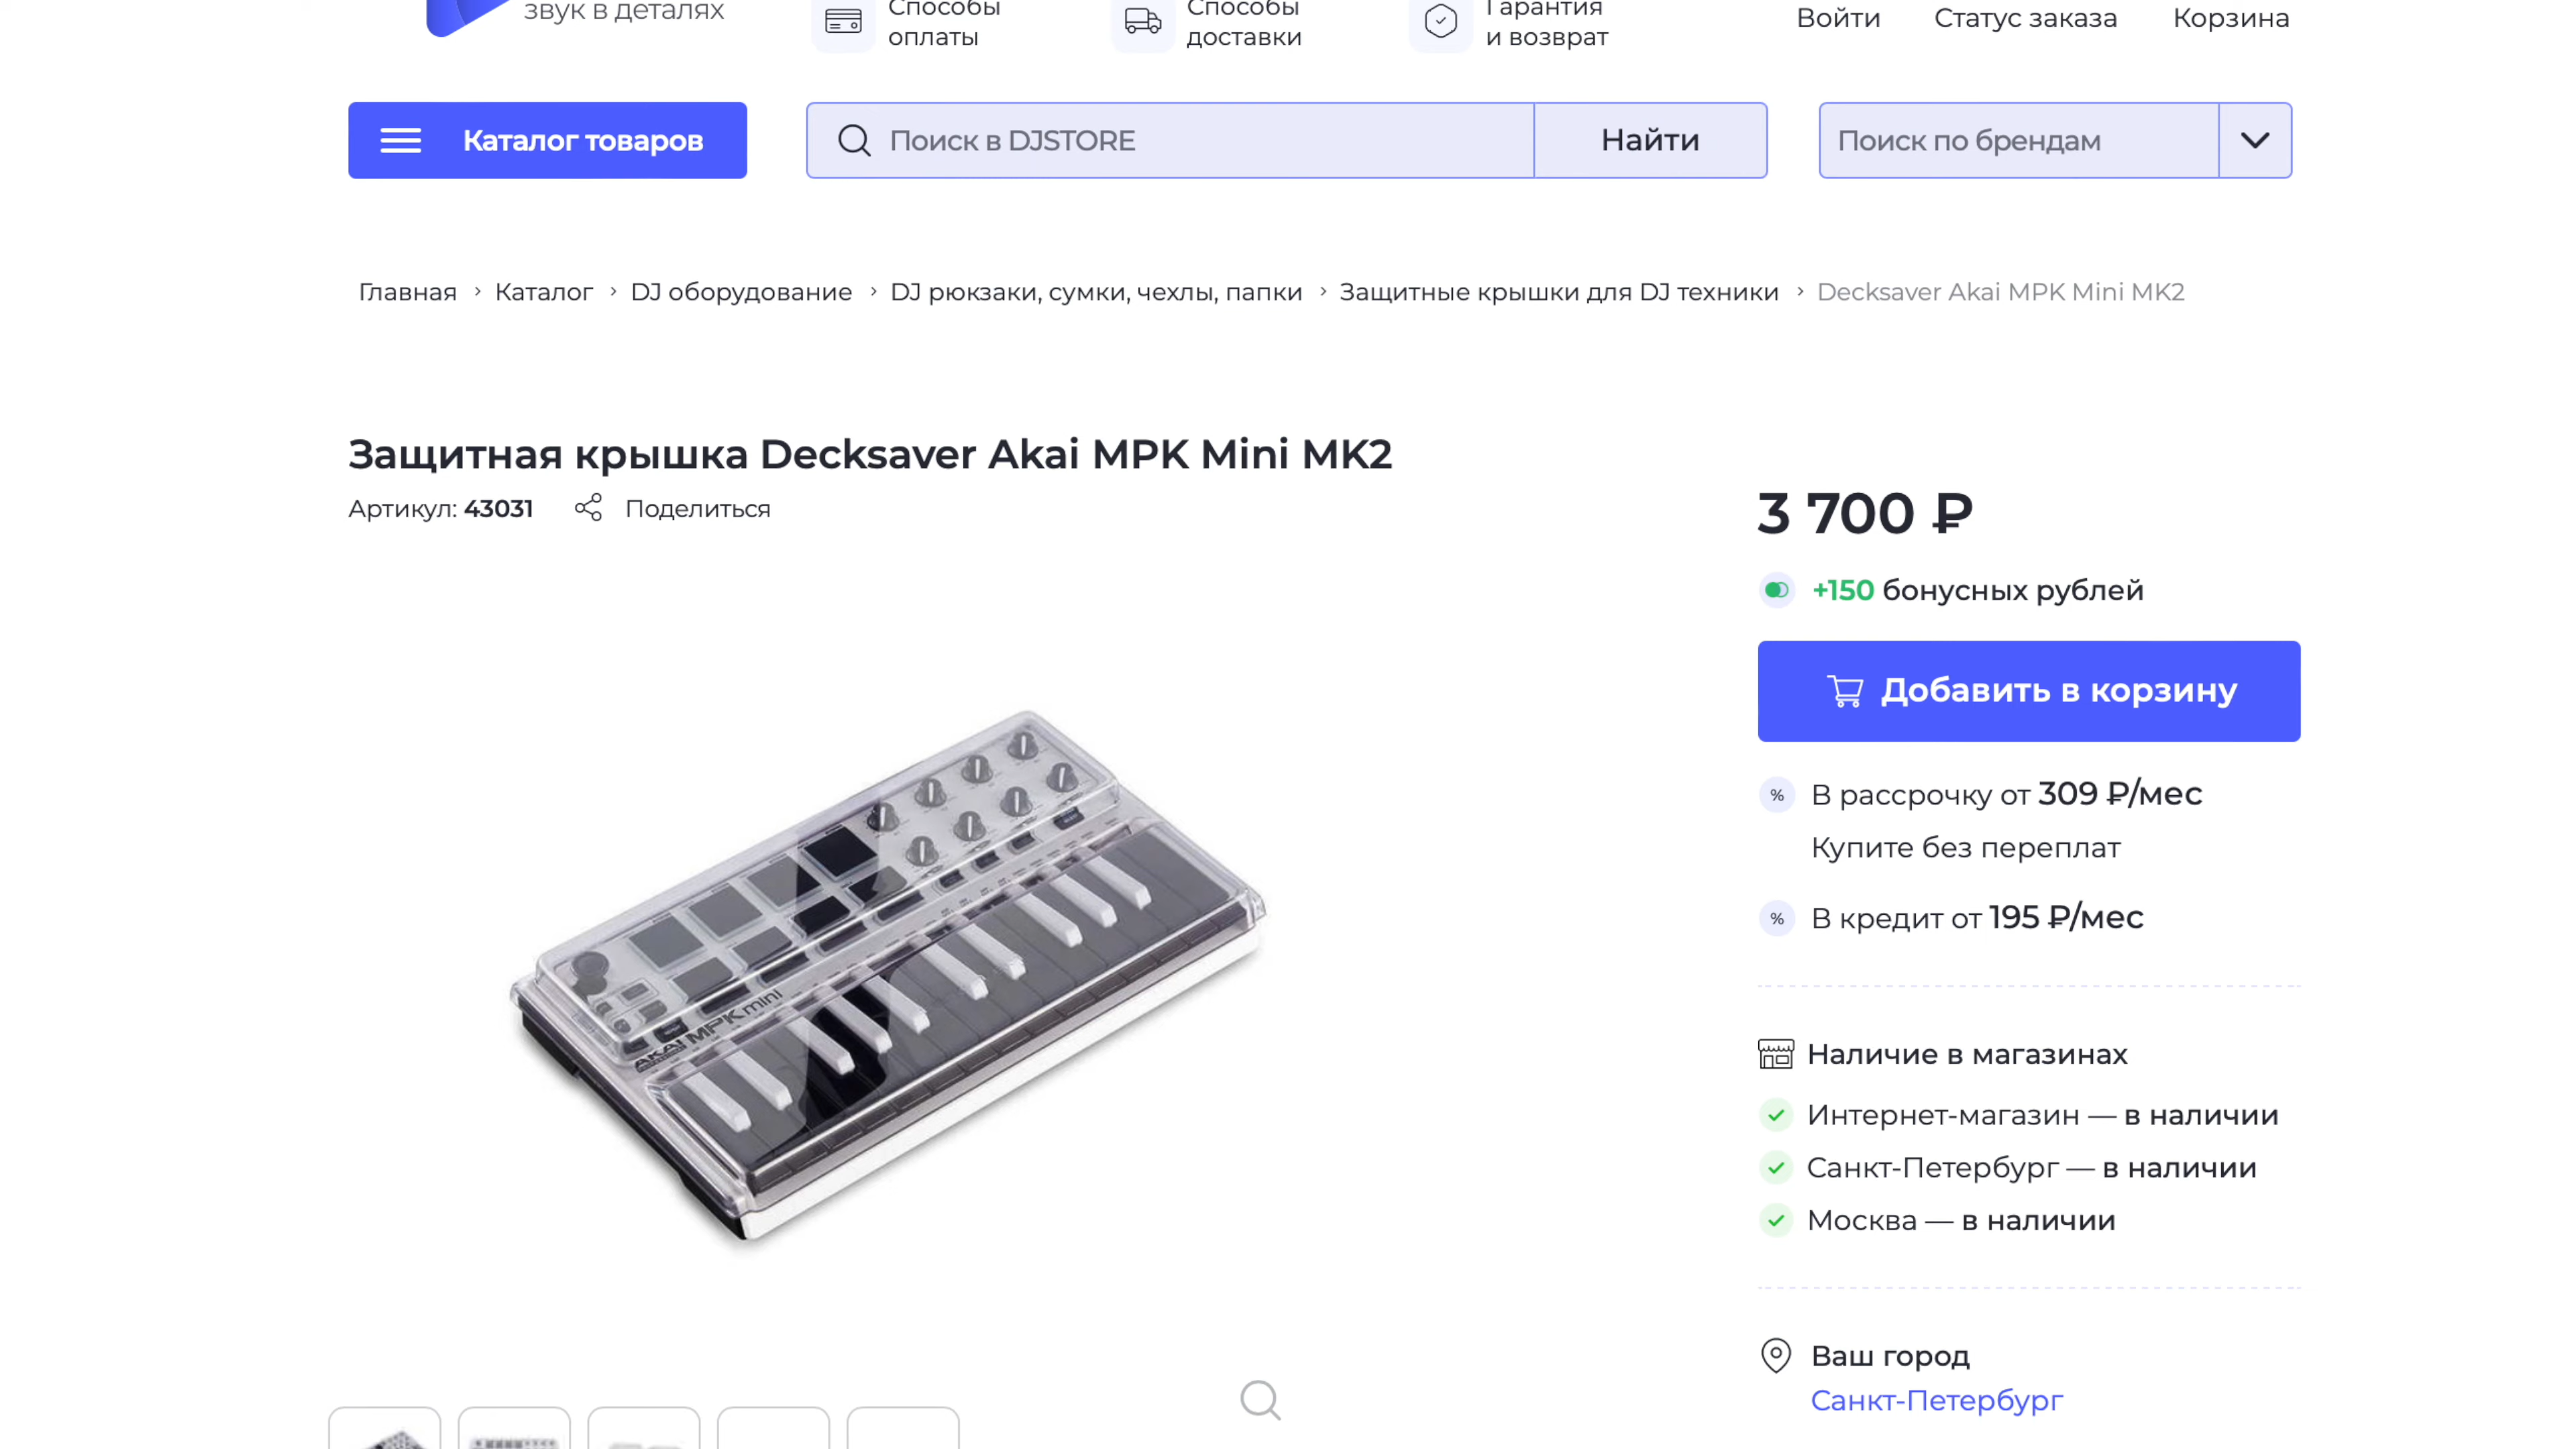 звук в деталях
Способы
оплаты
Способы
доставки
Гарантия
и возврат
Войти
Статус заказа
Корзина
Каталог товаров
Поиск в DJSTORE
Найти
Поиск по брендам
Главная › Каталог › DJ оборудование › DJ рюкзаки, сумки, чехлы, папки › Защитные крышки для DJ техники › Decksaver Akai MPK Mini MK2
Защитная крышка Decksaver Akai MPK Mini MK2
Артикул: 43031
Поделиться
AKAI MPK mini
3 700 ₽
+150 бонусных рублей
Добавить в корзину
% В рассрочку от 309 ₽/мес
Купите без переплат
% В кредит от 195 ₽/мес
Наличие в магазинах
Интернет-магазин — в наличии
Санкт-Петербург — в наличии
Москва — в наличии
Ваш город
Санкт-Петербург